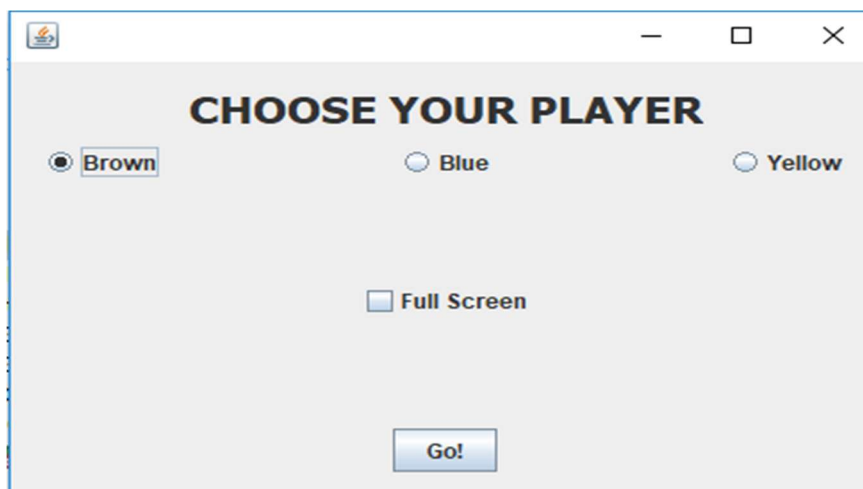 CHOOSE YOUR PLAYER
Brown Blue Yellow
Full Screen
Go!